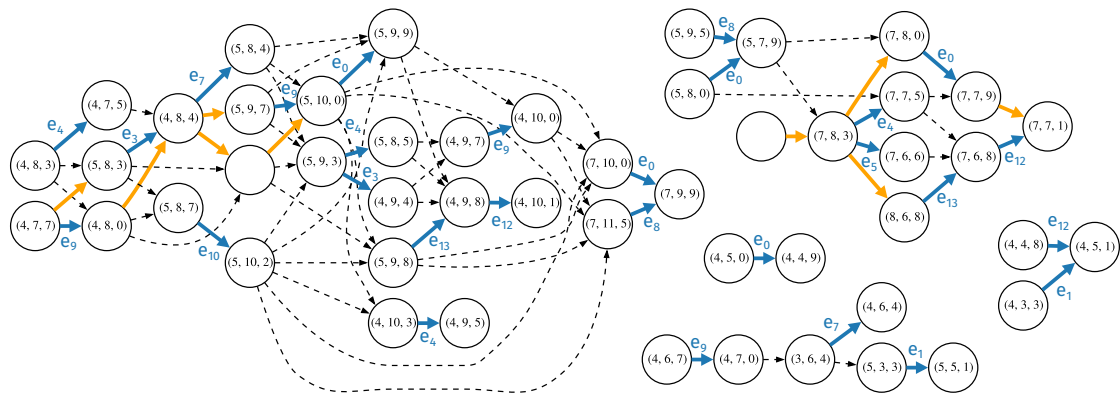 (5, 9, 9)
(5, 9, 5)
e8
(7, 8, 0)
(5, 8, 4)
(5, 7, 9)
e0
e0
e7
e0
(4, 7, 5)
(4, 8, 4)
(5, 9, 7)
e9
(5, 10, 0)
(5, 8, 0)
(7, 7, 5)
(7, 7, 9)
e4
e3
e4
(5, 8, 5)
(4, 9, 7)
(4, 10, 0)
e9
(7, 8, 3)
e4
(7, 7, 1)
(4, 8, 3)
(5, 8, 3)
(5, 9, 3)
e3
(7, 10, 0)
e0
e5
(7, 6, 6)
(7, 6, 8)
e12
(4, 7, 7)
e9
(4, 8, 0)
(5, 8, 7)
(4, 9, 4)
(4, 9, 8)
e12
(4, 10, 1)
(7, 9, 9)
(8, 6, 8)
e13
e10
e13
(7, 11, 5)
e8
(5, 10, 2)
(5, 9, 8)
(4, 5, 0)
e0
(4, 4, 9)
(4, 4, 8)
e12
(4, 5, 1)
(4, 3, 3)
e1
(4, 10, 3)
e4
(4, 9, 5)
(4, 6, 4)
e7
(4, 6, 7)
e9
(4, 7, 0)
(3, 6, 4)
(5, 3, 3)
e1
(5, 5, 1)